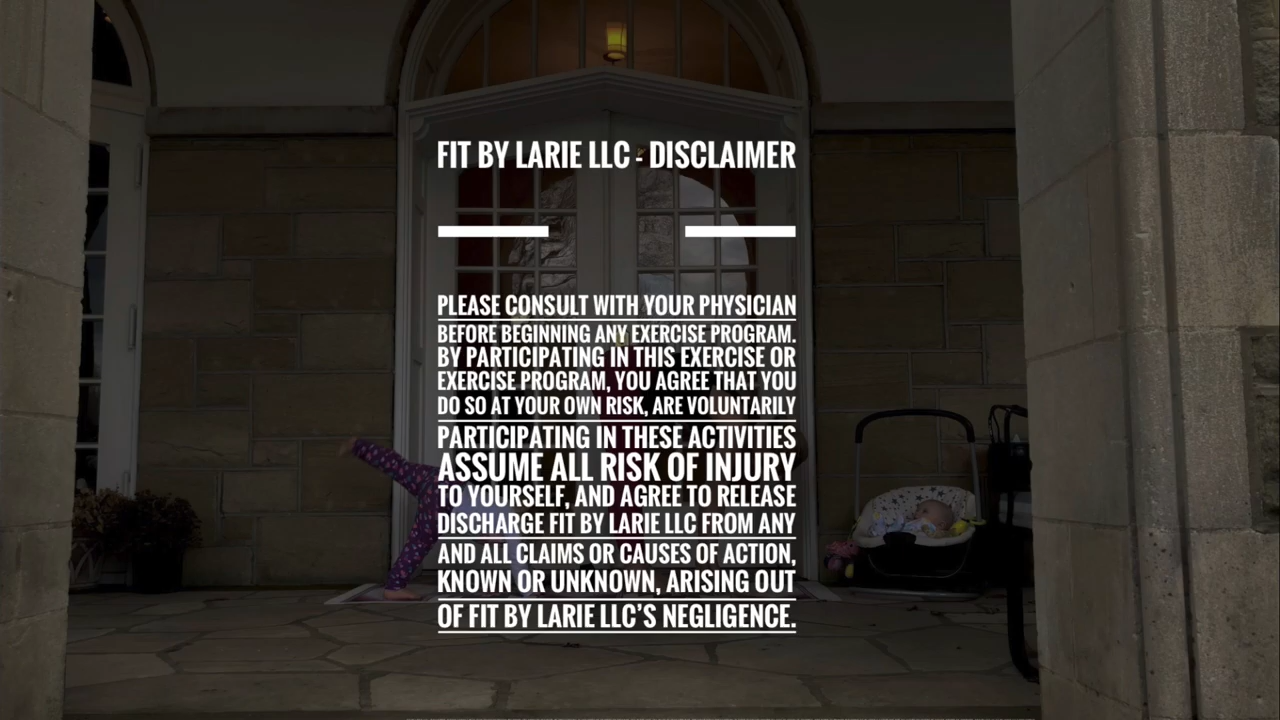 FIT BY LARIE LLC - DISCLAIMER
PLEASE CONSULT WITH YOUR PHYSICIAN
BEFORE BEGINNING ANY EXERCISE PROGRAM.
BY PARTICIPATING IN THIS EXERCISE OR
EXERCISE PROGRAM, YOU AGREE THAT YOU
DO SO AT YOUR OWN RISK, ARE VOLUNTARILY
PARTICIPATING IN THESE ACTIVITIES
ASSUME ALL RISK OF INJURY
TO YOURSELF, AND AGREE TO RELEASE
DISCHARGE FIT BY LARIE LLC FROM ANY
AND ALL CLAIMS OR CAUSES OF ACTION,
KNOWN OR UNKNOWN, ARISING OUT
OF FIT BY LARIE LLC'S NEGLIGENCE.